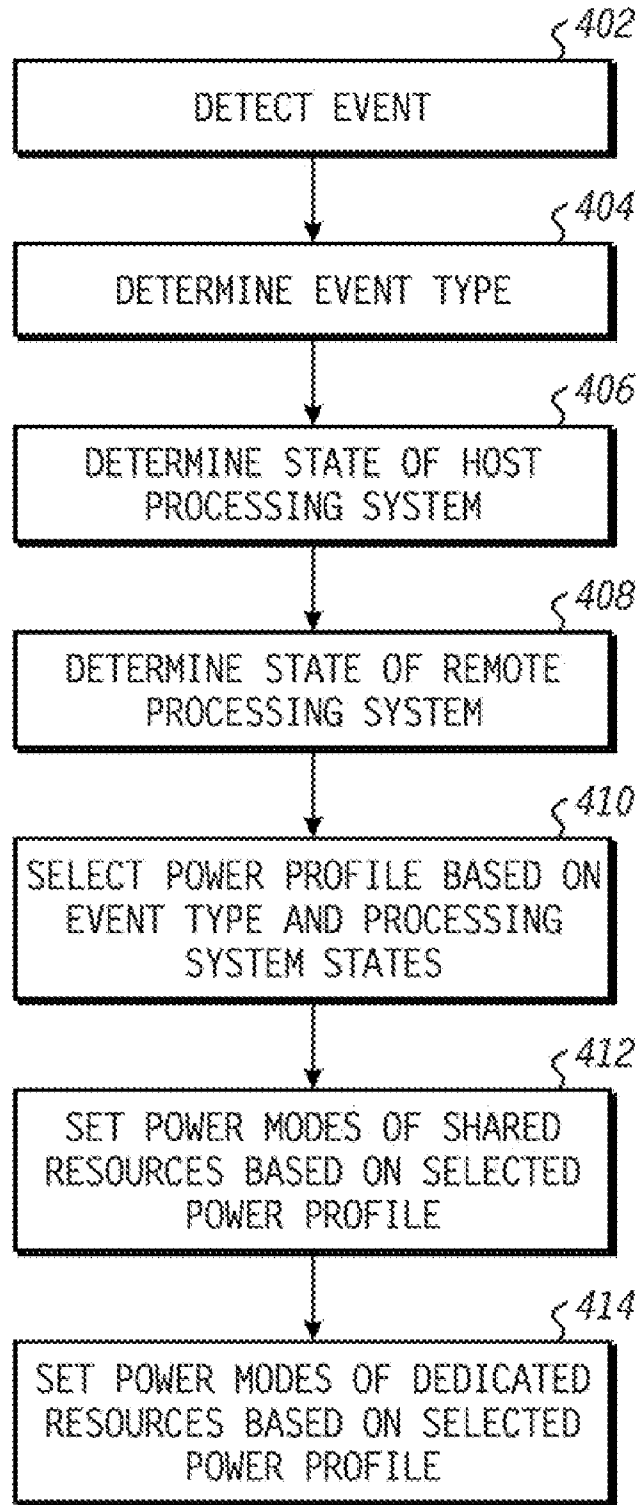 402
DETECT EVENT
404
DETERMINE EVENT TYPE
406
DETERMINE STATE OF HOST
PROCESSING SYSTEM
408
DETERMINE STATE OF REMOTE
PROCESSING SYSTEM
410
SELECT POWER PROFILE BASED ON
EVENT TYPE AND PROCESSING
SYSTEM STATES
412
SET POWER MODES OF SHARED
RESOURCES BASED ON SELECTED
POWER PROFILE
414
SET POWER MODES OF DEDICATED
RESOURCES BASED ON SELECTED
POWER PROFILE